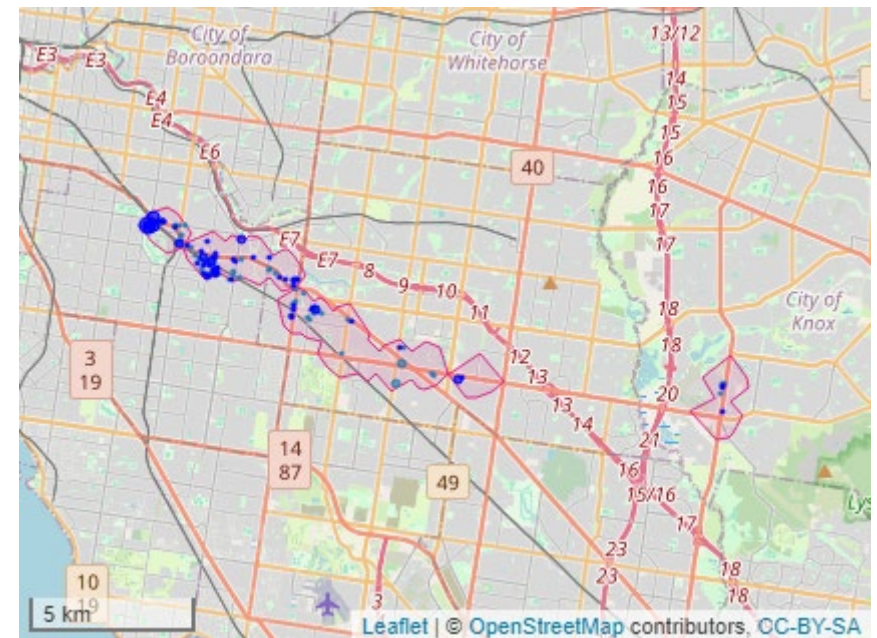 City of
Boroondara
City of
Whitehorse
13/12
E3
E3
14
E4
15
E4
15
E6
16
40
16
17
E7
17
E7
8
9
10
11
18
City of
Knox
18
3
19
12
13
20
13
14
21
14
87
16
49
15/16
Lys
17
23
18
10
19
23
18
3
5 km
Leaflet | © OpenStreetMap contributors, CC-BY-SA